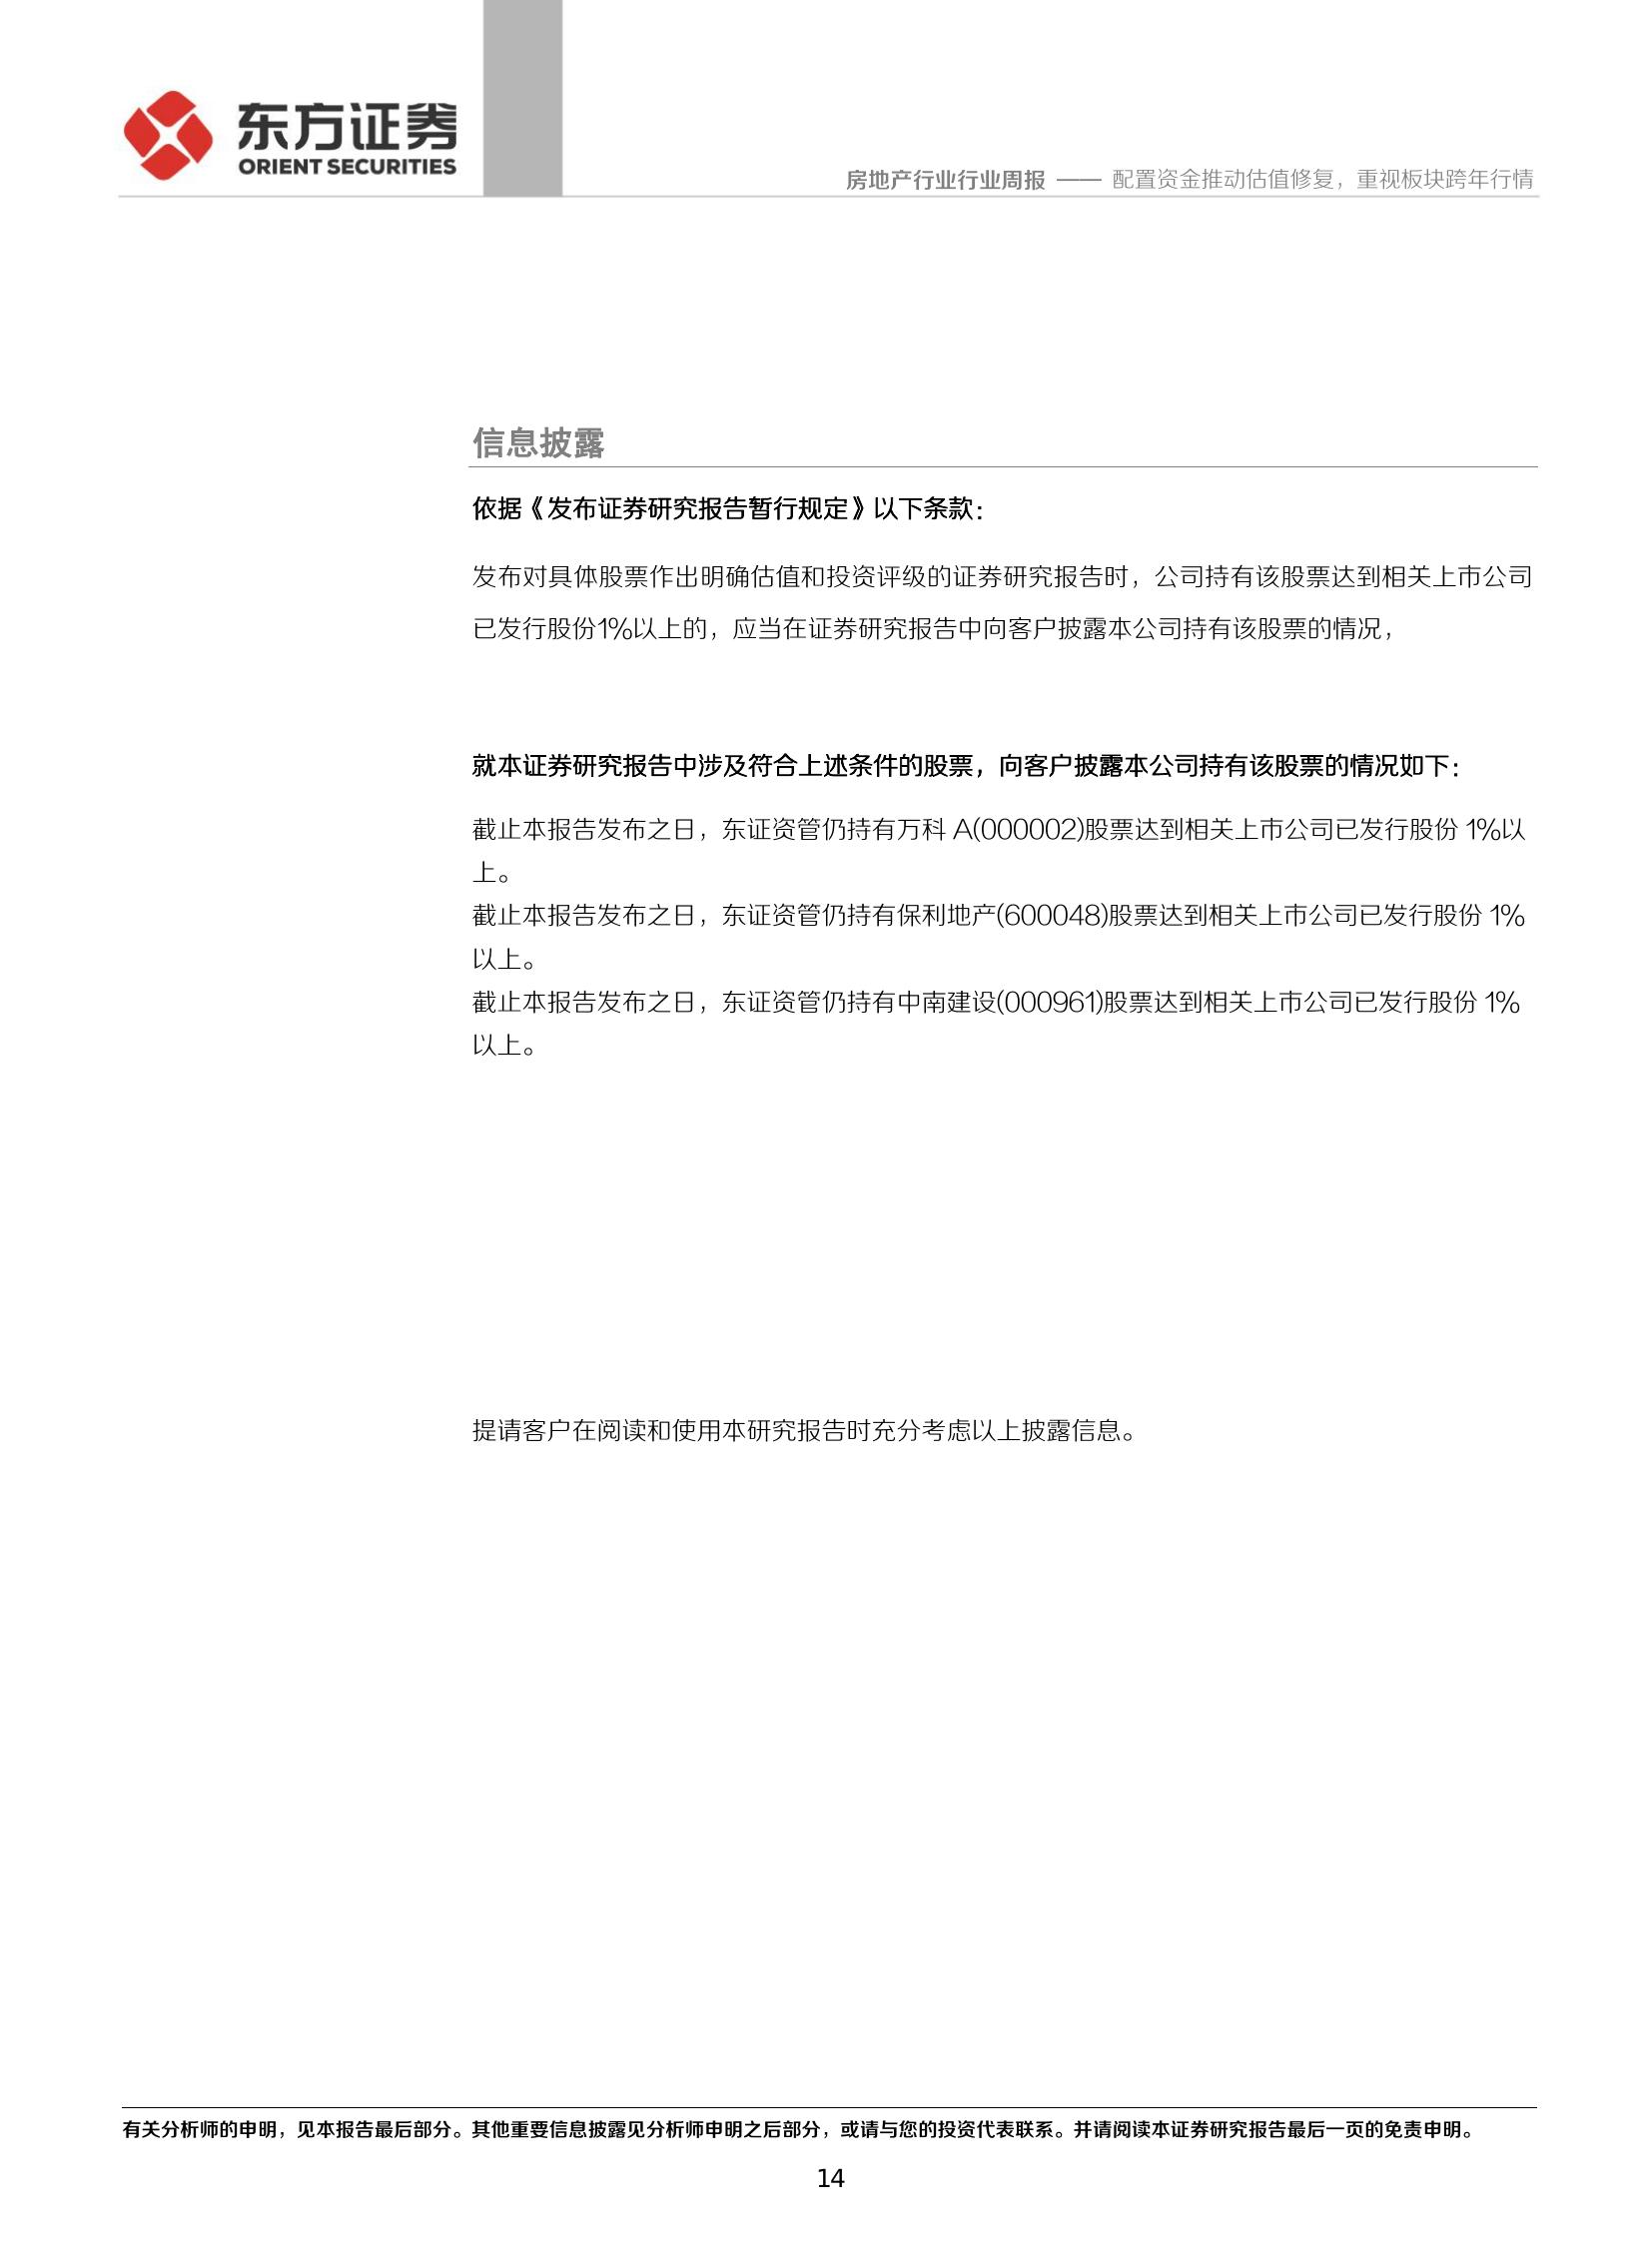 东方证券
ORIENT SECURITIES
房地产行业行业周报 —— 配置资金推动估值修复，重视板块跨年行情
信息披露
依据《发布证券研究报告暂行规定》以下条款：
发布对具体股票作出明确估值和投资评级的证券研究报告时，公司持有该股票达到相关上市公司
已发行股份1%以上的，应当在证券研究报告中向客户披露本公司持有该股票的情况，
就本证券研究报告中涉及符合上述条件的股票，向客户披露本公司持有该股票的情况如下：
截止本报告发布之日，东证资管仍持有万科 A(000002)股票达到相关上市公司已发行股份 1%以
上。
截止本报告发布之日，东证资管仍持有保利地产(600048)股票达到相关上市公司已发行股份 1%
以上。
截止本报告发布之日，东证资管仍持有中南建设(000961)股票达到相关上市公司已发行股份 1%
以上。
提请客户在阅读和使用本研究报告时充分考虑以上披露信息。
有关分析师的申明，见本报告最后部分。其他重要信息披露见分析师申明之后部分，或请与您的投资代表联系。并请阅读本证券研究报告最后一页的免责申明。
14